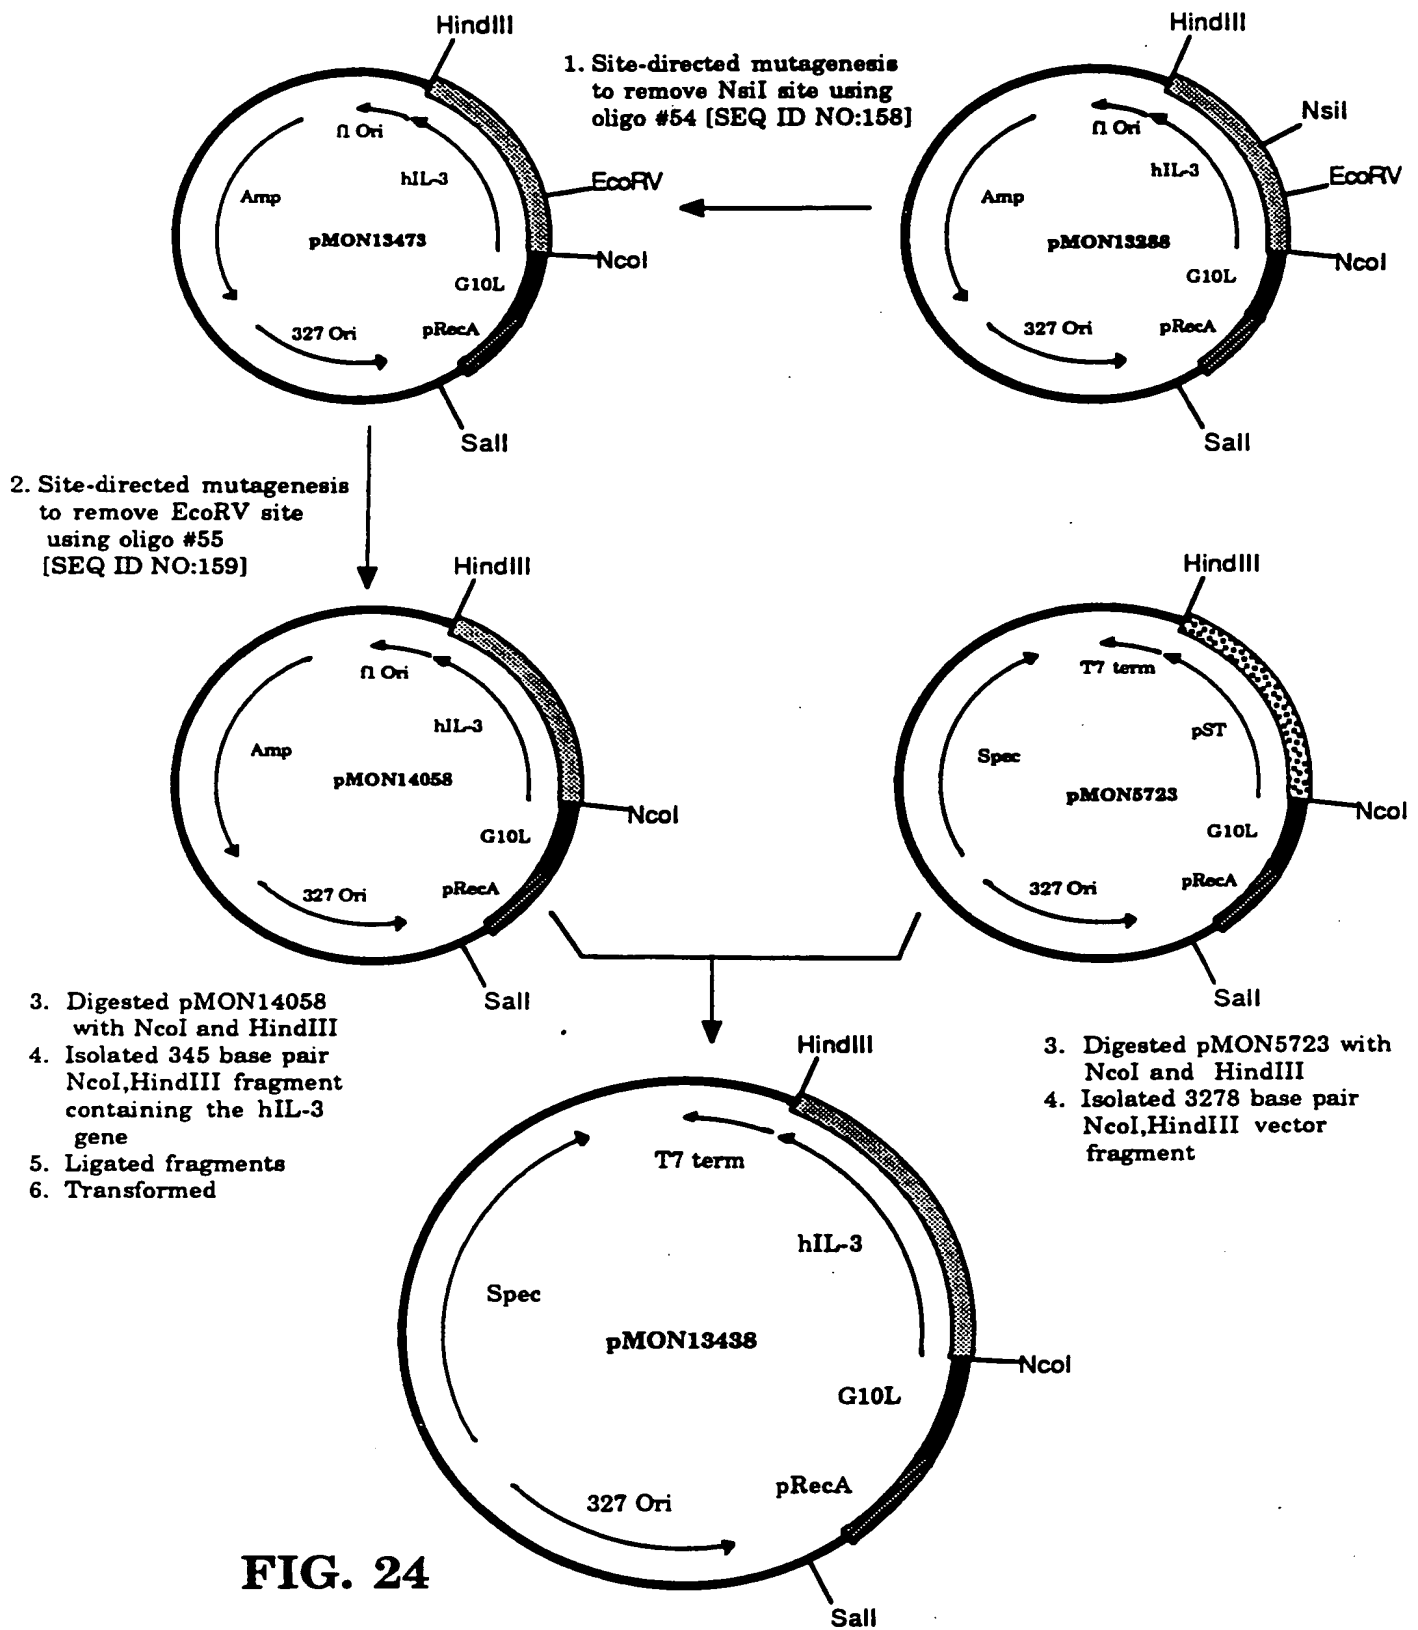 HindIII
f1 Ori
hIL-3
EcoRV
Amp
pMON13473
NcoI
G10L
327 Ori
pRecA
SalI
1. Site-directed mutagenesis
to remove NsiI site using
oligo #54 [SEQ ID NO:158]
HindIII
NsiI
f1 Ori
hIL-3
EcoRV
Amp
pMON13288
NcoI
G10L
327 Ori
pRecA
SalI
2. Site-directed mutagenesis
to remove EcoRV site
using oligo #55
[SEQ ID NO:159]
HindIII
f1 Ori
hIL-3
Amp
pMON14058
NcoI
G10L
327 Ori
pRecA
SalI
HindIII
T7 term
pST
Spec
pMON5723
NcoI
G10L
327 Ori
pRecA
SalI
3. Digested pMON14058
with NcoI and HindIII
4. Isolated 345 base pair
NcoI,HindIII fragment
containing the hIL-3
gene
5. Ligated fragments
6. Transformed
3. Digested pMON5723 with
NcoI and HindIII
4. Isolated 3278 base pair
NcoI,HindIII vector
fragment
HindIII
T7 term
hIL-3
Spec
pMON13438
NcoI
G10L
pRecA
327 Ori
SalI
FIG. 24